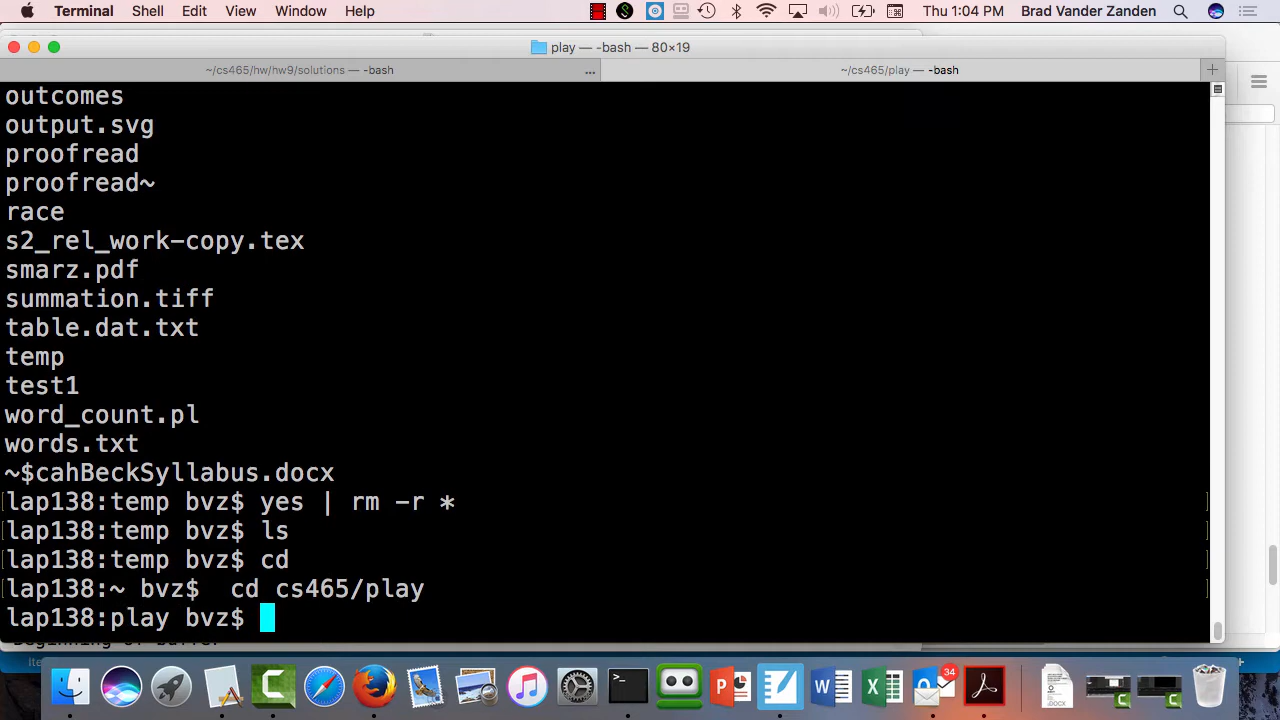 Terminal Shell Edit View Window Help Thu 1:04 PM Brad Vander Zanden
play — -bash — 80×19
~/cs465/hw/hw9/solutions — -bash ... ~/cs465/play — -bash +
outcomes
output.svg
proofread
proofread~
race
s2_rel_work-copy.tex
smarz.pdf
summation.tiff
table.dat.txt
temp
test1
word_count.pl
words.txt
~$cahBeckSyllabus.docx
[lap138:temp bvz$ yes | rm -r * ]
[lap138:temp bvz$ ls ]
[lap138:temp bvz$ cd ]
[lap138:~ bvz$  cd cs465/play ]
lap138:play bvz$
34
DOCX